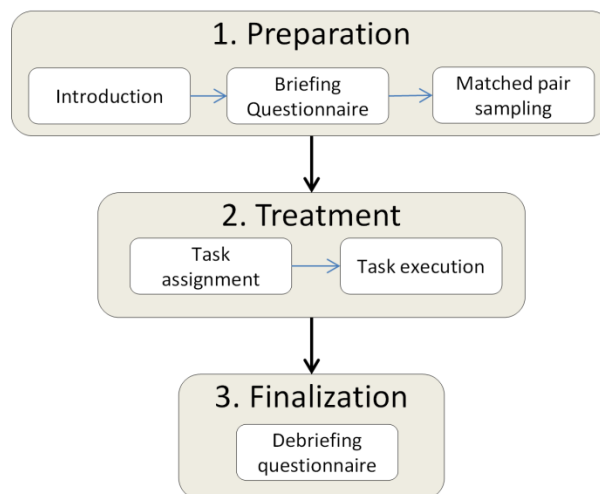 1. Preparation
Introduction
Briefing
Questionnaire
Matched pair
sampling
2. Treatment
Task
assignment
Task execution
3. Finalization
Debriefing
questionnaire